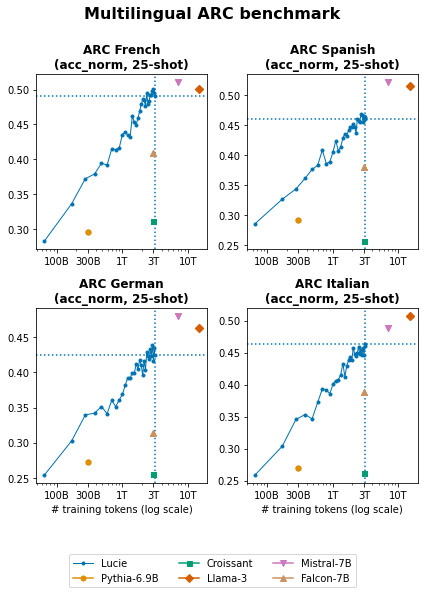 Multilingual ARC benchmark
ARC French
(acc_norm, 25-shot)
0.50
0.45
0.40
0.35
0.30
100B 300B 1T 3T 10T
ARC Spanish
(acc_norm, 25-shot)
0.50
0.45
0.40
0.35
0.30
0.25
100B 300B 1T 3T 10T
ARC German
(acc_norm, 25-shot)
0.45
0.40
0.35
0.30
0.25
100B 300B 1T 3T 10T
# training tokens (log scale)
ARC Italian
(acc_norm, 25-shot)
0.50
0.45
0.40
0.35
0.30
0.25
100B 300B 1T 3T 10T
# training tokens (log scale)
Lucie Croissant Mistral-7B
Pythia-6.9B Llama-3 Falcon-7B